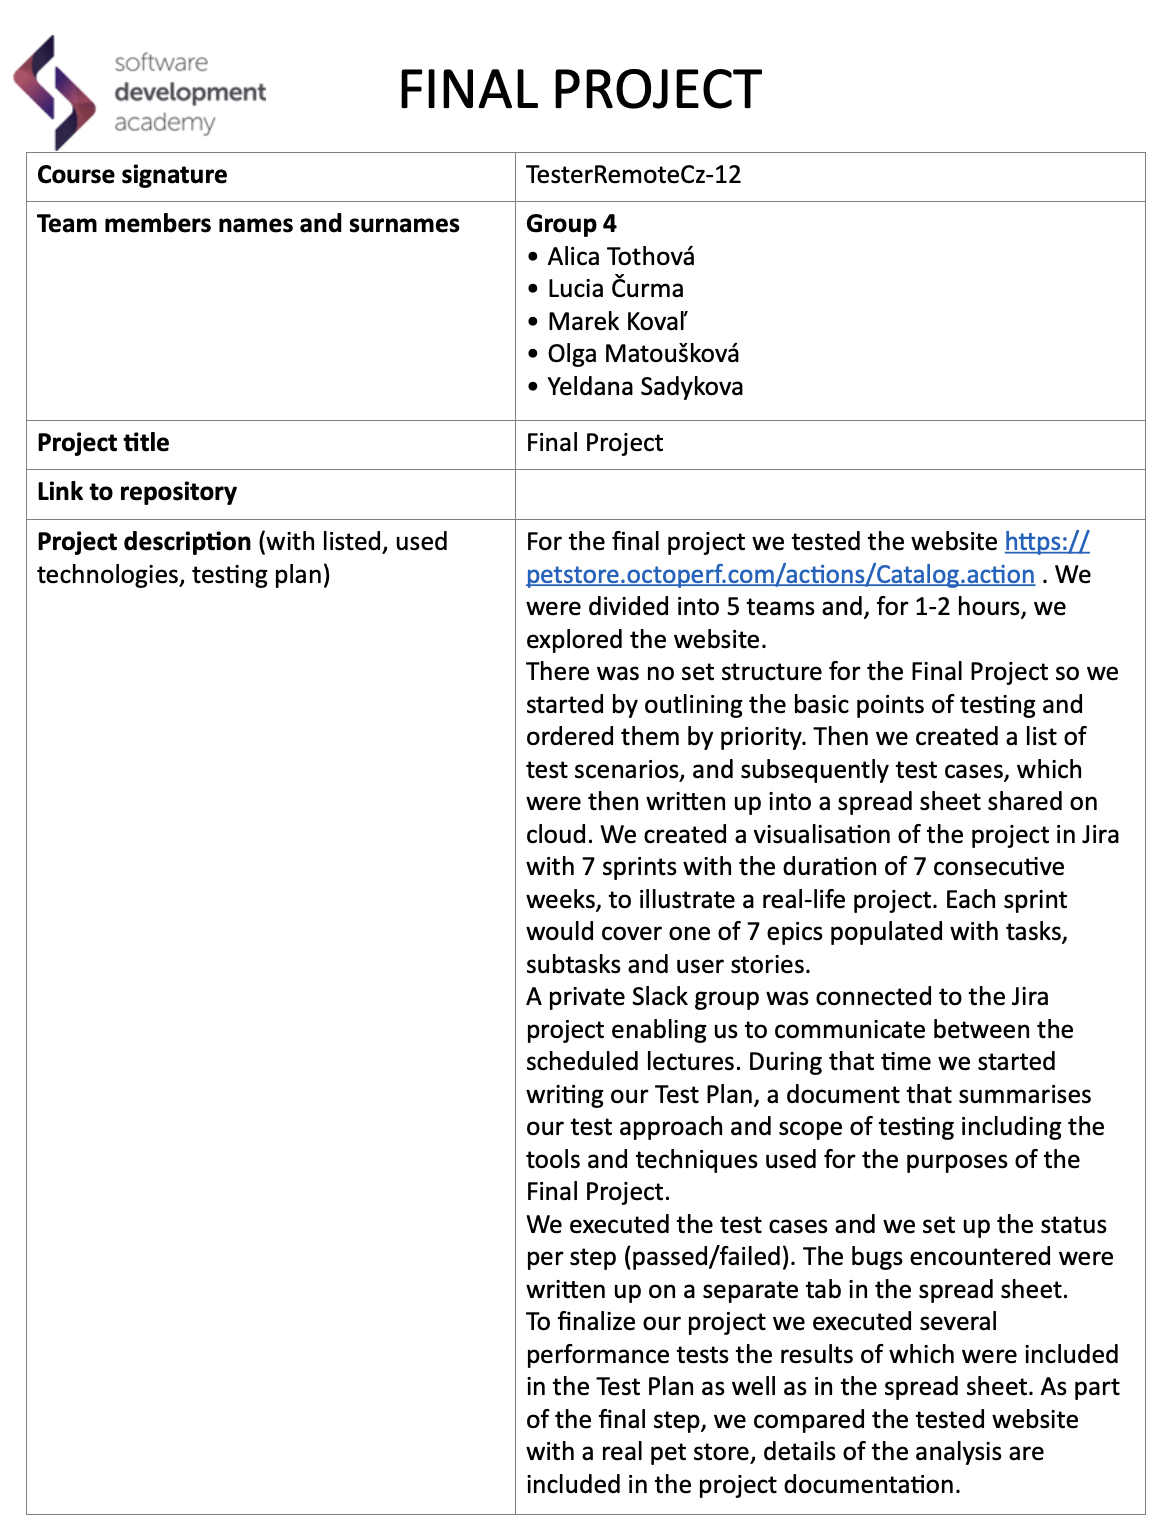 software
development
academy
FINAL PROJECT
Course signature
TesterRemoteCz-12
Team members names and surnames
Group 4
• Alica Tothová
• Lucia Čurma
• Marek Kovaľ
• Olga Matoušková
• Yeldana Sadykova
Project title
Final Project
Link to repository
Project description (with listed, used
technologies, testing plan)
For the final project we tested the website https://
petstore.octoperf.com/actions/Catalog.action . We
were divided into 5 teams and, for 1-2 hours, we
explored the website.
There was no set structure for the Final Project so we
started by outlining the basic points of testing and
ordered them by priority. Then we created a list of
test scenarios, and subsequently test cases, which
were then written up into a spread sheet shared on
cloud. We created a visualisation of the project in Jira
with 7 sprints with the duration of 7 consecutive
weeks, to illustrate a real-life project. Each sprint
would cover one of 7 epics populated with tasks,
subtasks and user stories.
A private Slack group was connected to the Jira
project enabling us to communicate between the
scheduled lectures. During that time we started
writing our Test Plan, a document that summarises
our test approach and scope of testing including the
tools and techniques used for the purposes of the
Final Project.
We executed the test cases and we set up the status
per step (passed/failed). The bugs encountered were
written up on a separate tab in the spread sheet.
To finalize our project we executed several
performance tests the results of which were included
in the Test Plan as well as in the spread sheet. As part
of the final step, we compared the tested website
with a real pet store, details of the analysis are
included in the project documentation.